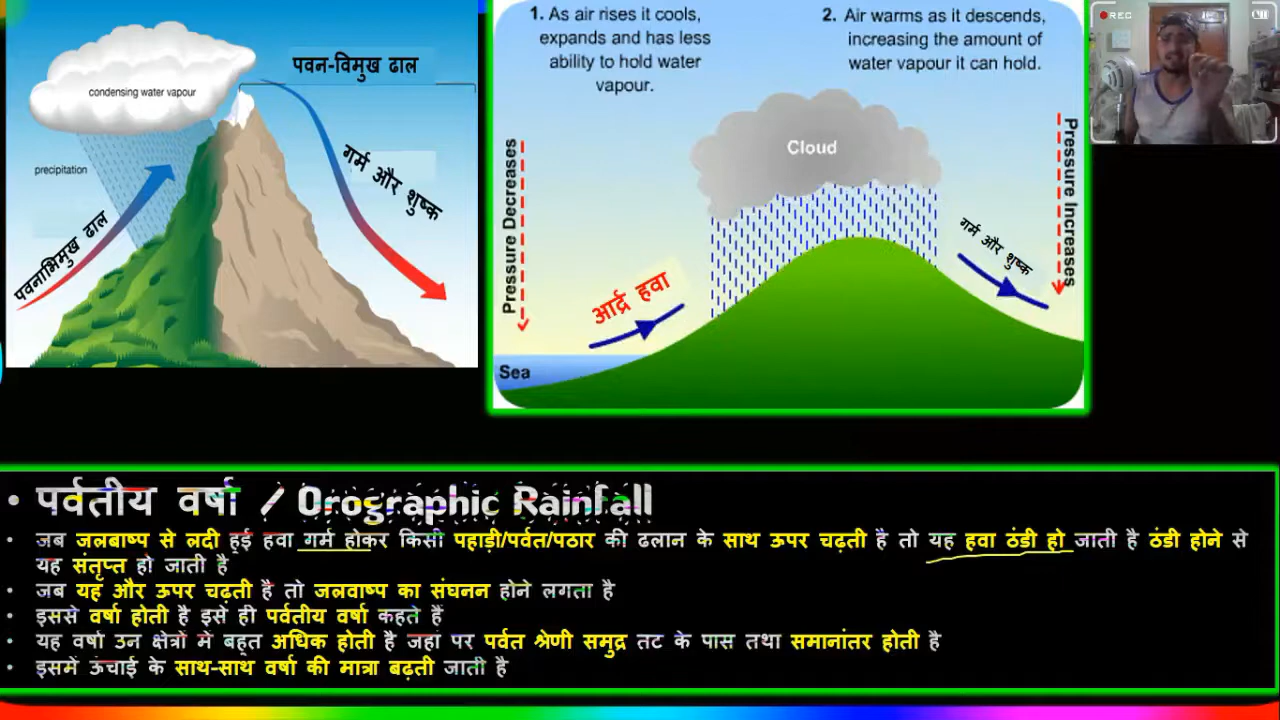 condensing water vapour
precipitation
पवनाभिमुख ढाल
पवन-विमुख ढाल
गर्म और शुष्क
1. As air rises it cools,
expands and has less
ability to hold water
vapour.
2. Air warms as it descends,
increasing the amount of
water vapour it can hold.
Pressure Decreases
Cloud
आर्द्र हवा
Sea
गर्म और शुष्क
Pressure Increases
REC
• पर्वतीय वर्षा / Orographic Rainfall
• जब जलबाष्प से लदी हुई हवा गर्म होकर किसी पहाड़ी/पर्वत/पठार की ढलान के साथ ऊपर चढ़ती है तो यह हवा ठंडी हो जाती है ठंडी होने से
यह संतृप्त हो जाती है
• जब यह और ऊपर चढ़ती है तो जलवाष्प का संघनन होने लगता है
• इससे वर्षा होती है इसे ही पर्वतीय वर्षा कहते हैं
• यह वर्षा उन क्षेत्रों में बहुत अधिक होती है जहां पर पर्वत श्रेणी समुद्र तट के पास तथा समानांतर होती है
• इसमें ऊंचाई के साथ-साथ वर्षा की मात्रा बढ़ती जाती है